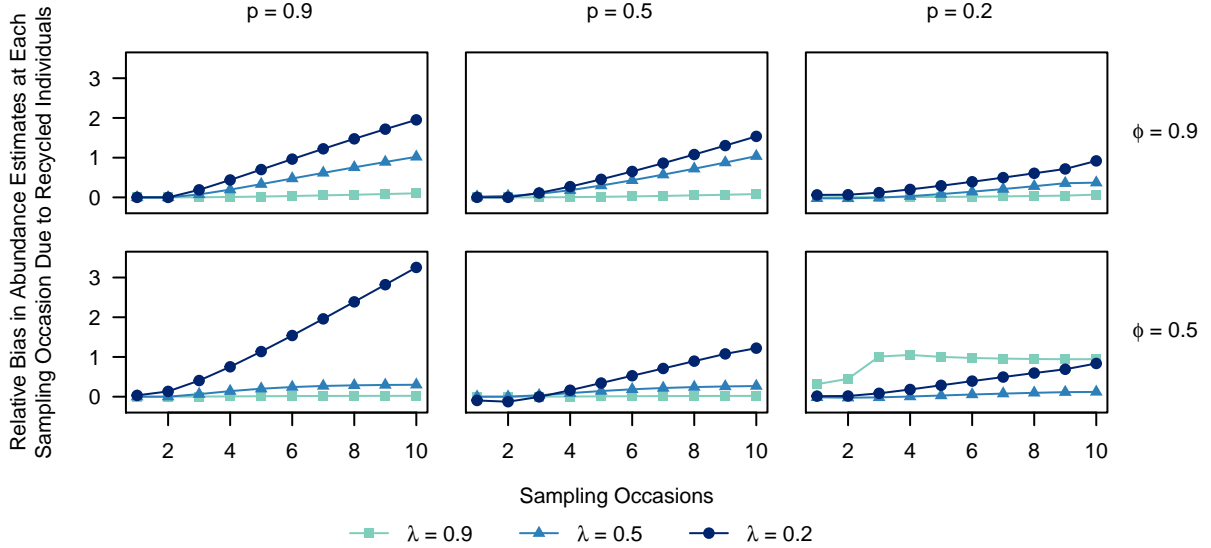 p = 0.9
p = 0.5
p = 0.2
Relative Bias in Abundance Estimates at Each
Sampling Occasion Due to Recycled Individuals
3
2
1
0
ϕ = 0.9
3
2
1
0
ϕ = 0.5
2 4 6 8 10
2 4 6 8 10
2 4 6 8 10
Sampling Occasions
λ = 0.9
λ = 0.5
λ = 0.2